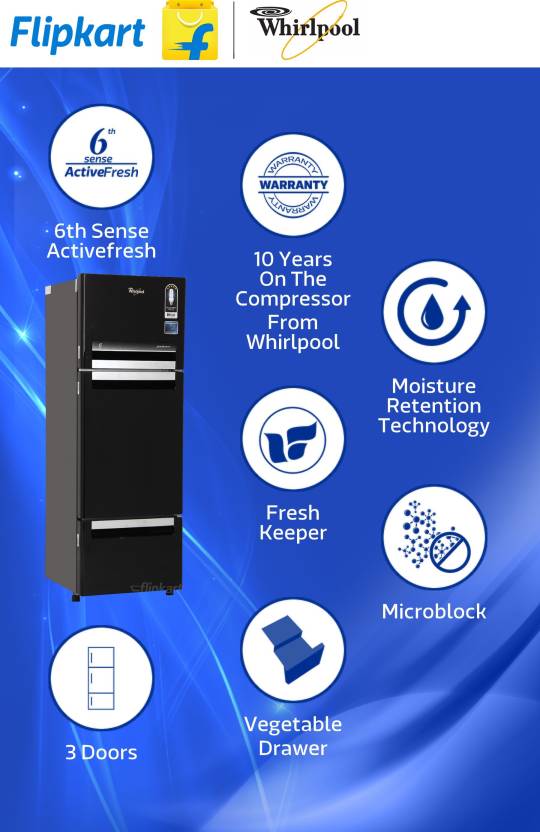 Flipkart
Whirlpool
6th
sense
ActiveFresh
6th Sense
Activefresh
WARRANTY
WARRANTY
WARRANTY
10 Years
On The
Compressor
From
Whirlpool
Moisture
Retention
Technology
Whirlpool
Fresh
Keeper
Microblock
flipkart
3 Doors
Vegetable
Drawer